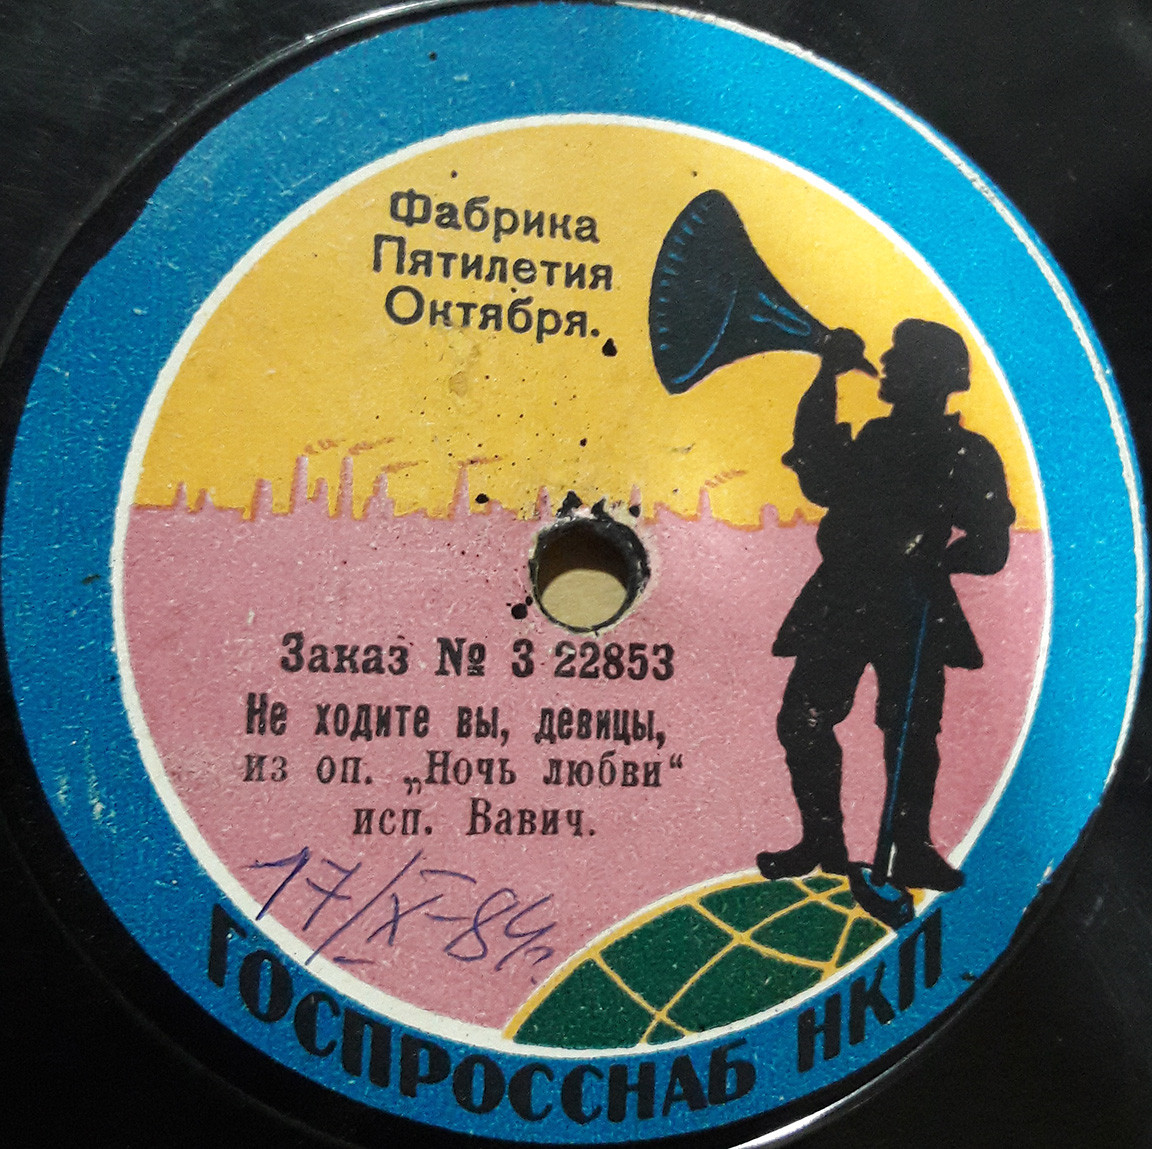 Фабрика
Пятилетия
Октября.
Заказ № З 22853
Не ходите вы, девицы,
из оп. „Ночь любви“
исп. Вавич.
17/X-84г.
ГОСПРОССНАБ НКП